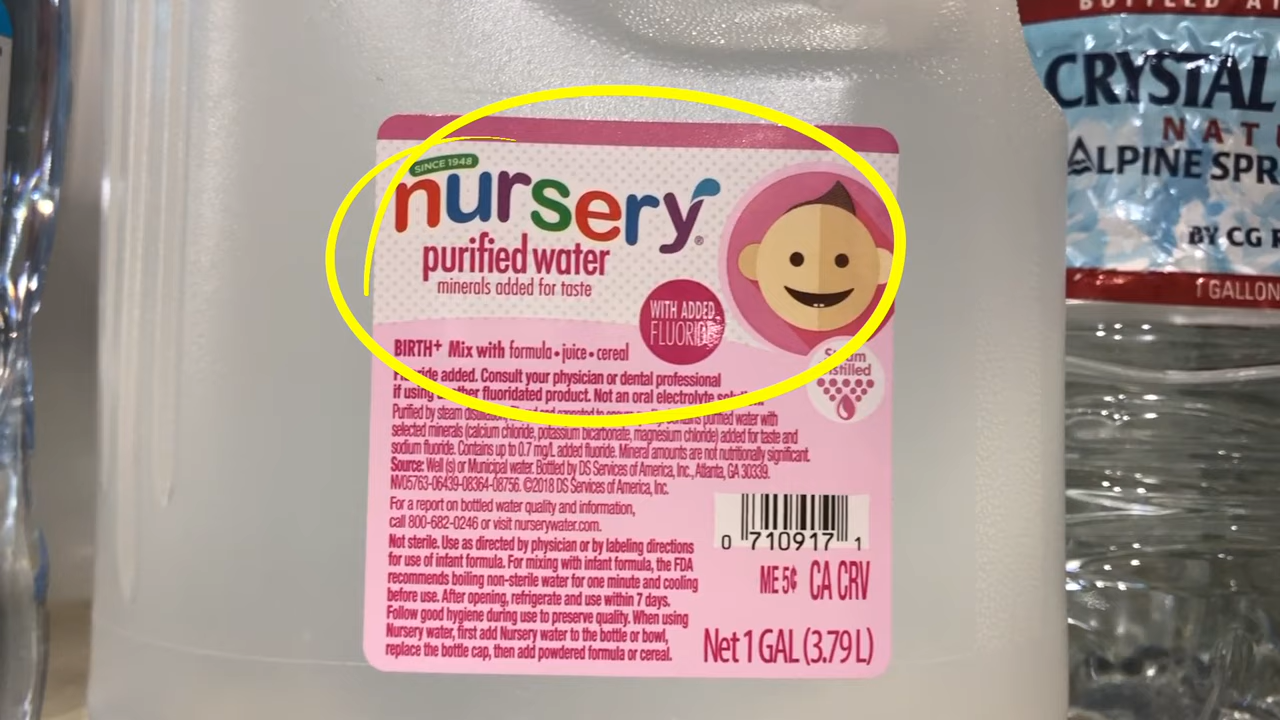 SINCE 1948
nursery®
purified water
minerals added for taste
WITH ADDED
FLUORIDE
BIRTH+ Mix with formula • juice • cereal
Steam
Distilled
Fluoride added. Consult your physician or dental professional
if using another fluoridated product. Not an oral electrolyte solution.
Purified by steam distillation, purified water with
selected minerals (calcium chloride, potassium bicarbonate, magnesium chloride) added for taste and
sodium fluoride. Contains up to 0.7 mg/L added fluoride. Mineral amounts are not nutritionally significant.
Source: Well (s) or Municipal water. Bottled by DS Services of America, Inc., Atlanta, GA 30339.
NV05763-06439-08364-08756. ©2018 DS Services of America, Inc.
For a report on bottled water quality and information,
call 800-682-0246 or visit nurserywater.com.
Not sterile. Use as directed by physician or by labeling directions
for use of infant formula. For mixing with infant formula, the FDA
recommends boiling non-sterile water for one minute and cooling
before use. After opening, refrigerate and use within 7 days.
Follow good hygiene during use to preserve quality. When using
Nursery water, first add Nursery water to the bottle or bowl,
replace the bottle cap, then add powdered formula or cereal.
0 710917 1
ME 5¢ CA CRV
Net 1 GAL (3.79 L)
BOTTLED AT
CRYSTAL
NAT
ALPINE SPR
BY CG R
1 GALLON